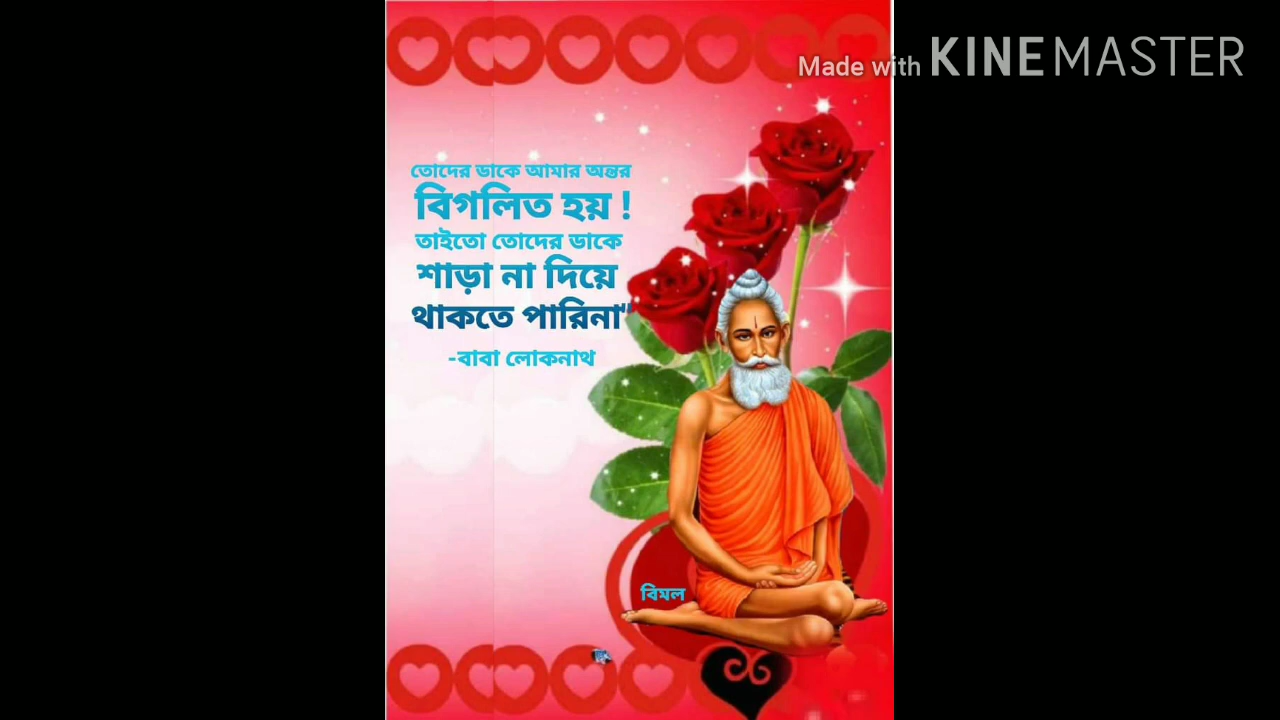 Made with KINEMASTER
তোদের ডাকে আমার অন্তর
বিগলিত হয় !
তাইতো তোদের ডাকে
শাড়া না দিয়ে
থাকতে পারিনা"
-বাবা লোকনাথ
বিমল